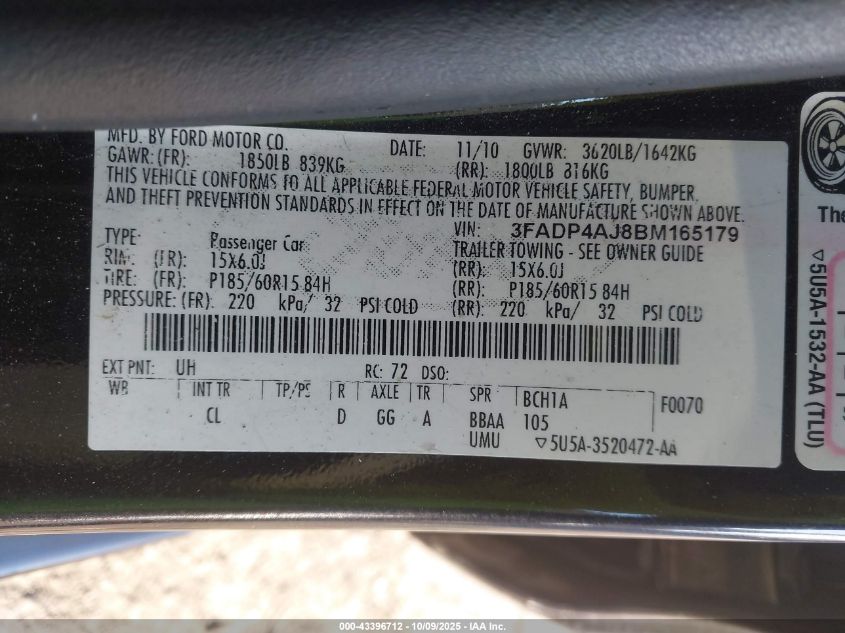 MFD. BY FORD MOTOR CO.
DATE: 11/10 GVWR: 3620LB/1642KG
GAWR: (FR): 1850LB 839KG (RR): 1800LB 816KG
THIS VEHICLE CONFORMS TO ALL APPLICABLE FEDERAL MOTOR VEHICLE SAFETY, BUMPER,
AND THEFT PREVENTION STANDARDS IN EFFECT ON THE DATE OF MANUFACTURE SHOWN ABOVE.
VIN: 3FADP4AJ8BM165179
TYPE: Passenger Car TRAILER TOWING - SEE OWNER GUIDE
RIM: (FR): 15X6.0J (RR): 15X6.0J
TIRE: (FR): P185/60R15 84H (RR): P185/60R15 84H
PRESSURE: (FR): 220 kPa/ 32 PSI COLD (RR): 220 kPa/ 32 PSI COLD
EXT PNT: UH RC: 72 DSO:
WB INT TR TP/PS R AXLE TR SPR BCH1A F0070
CL D GG A BBAA 105
UMU ▽5U5A-3520472-AA
The
▽5U5A-1532-AA (TLU)
000-43396712 - 10/09/2025 - IAA Inc.